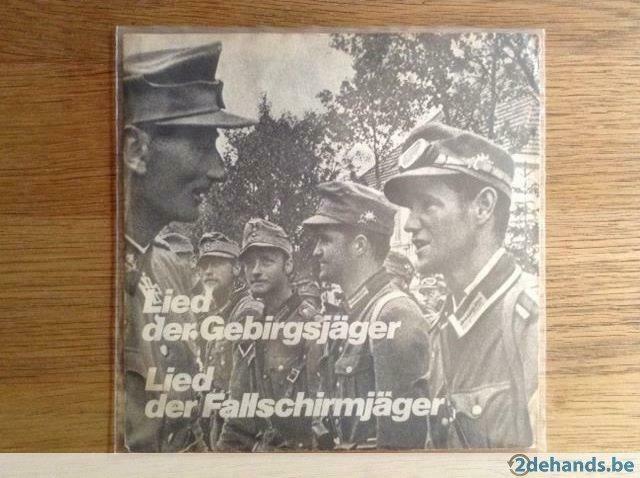 Lied
der Gebirgsjäger
Lied
der Fallschirmjäger
2dehands.be